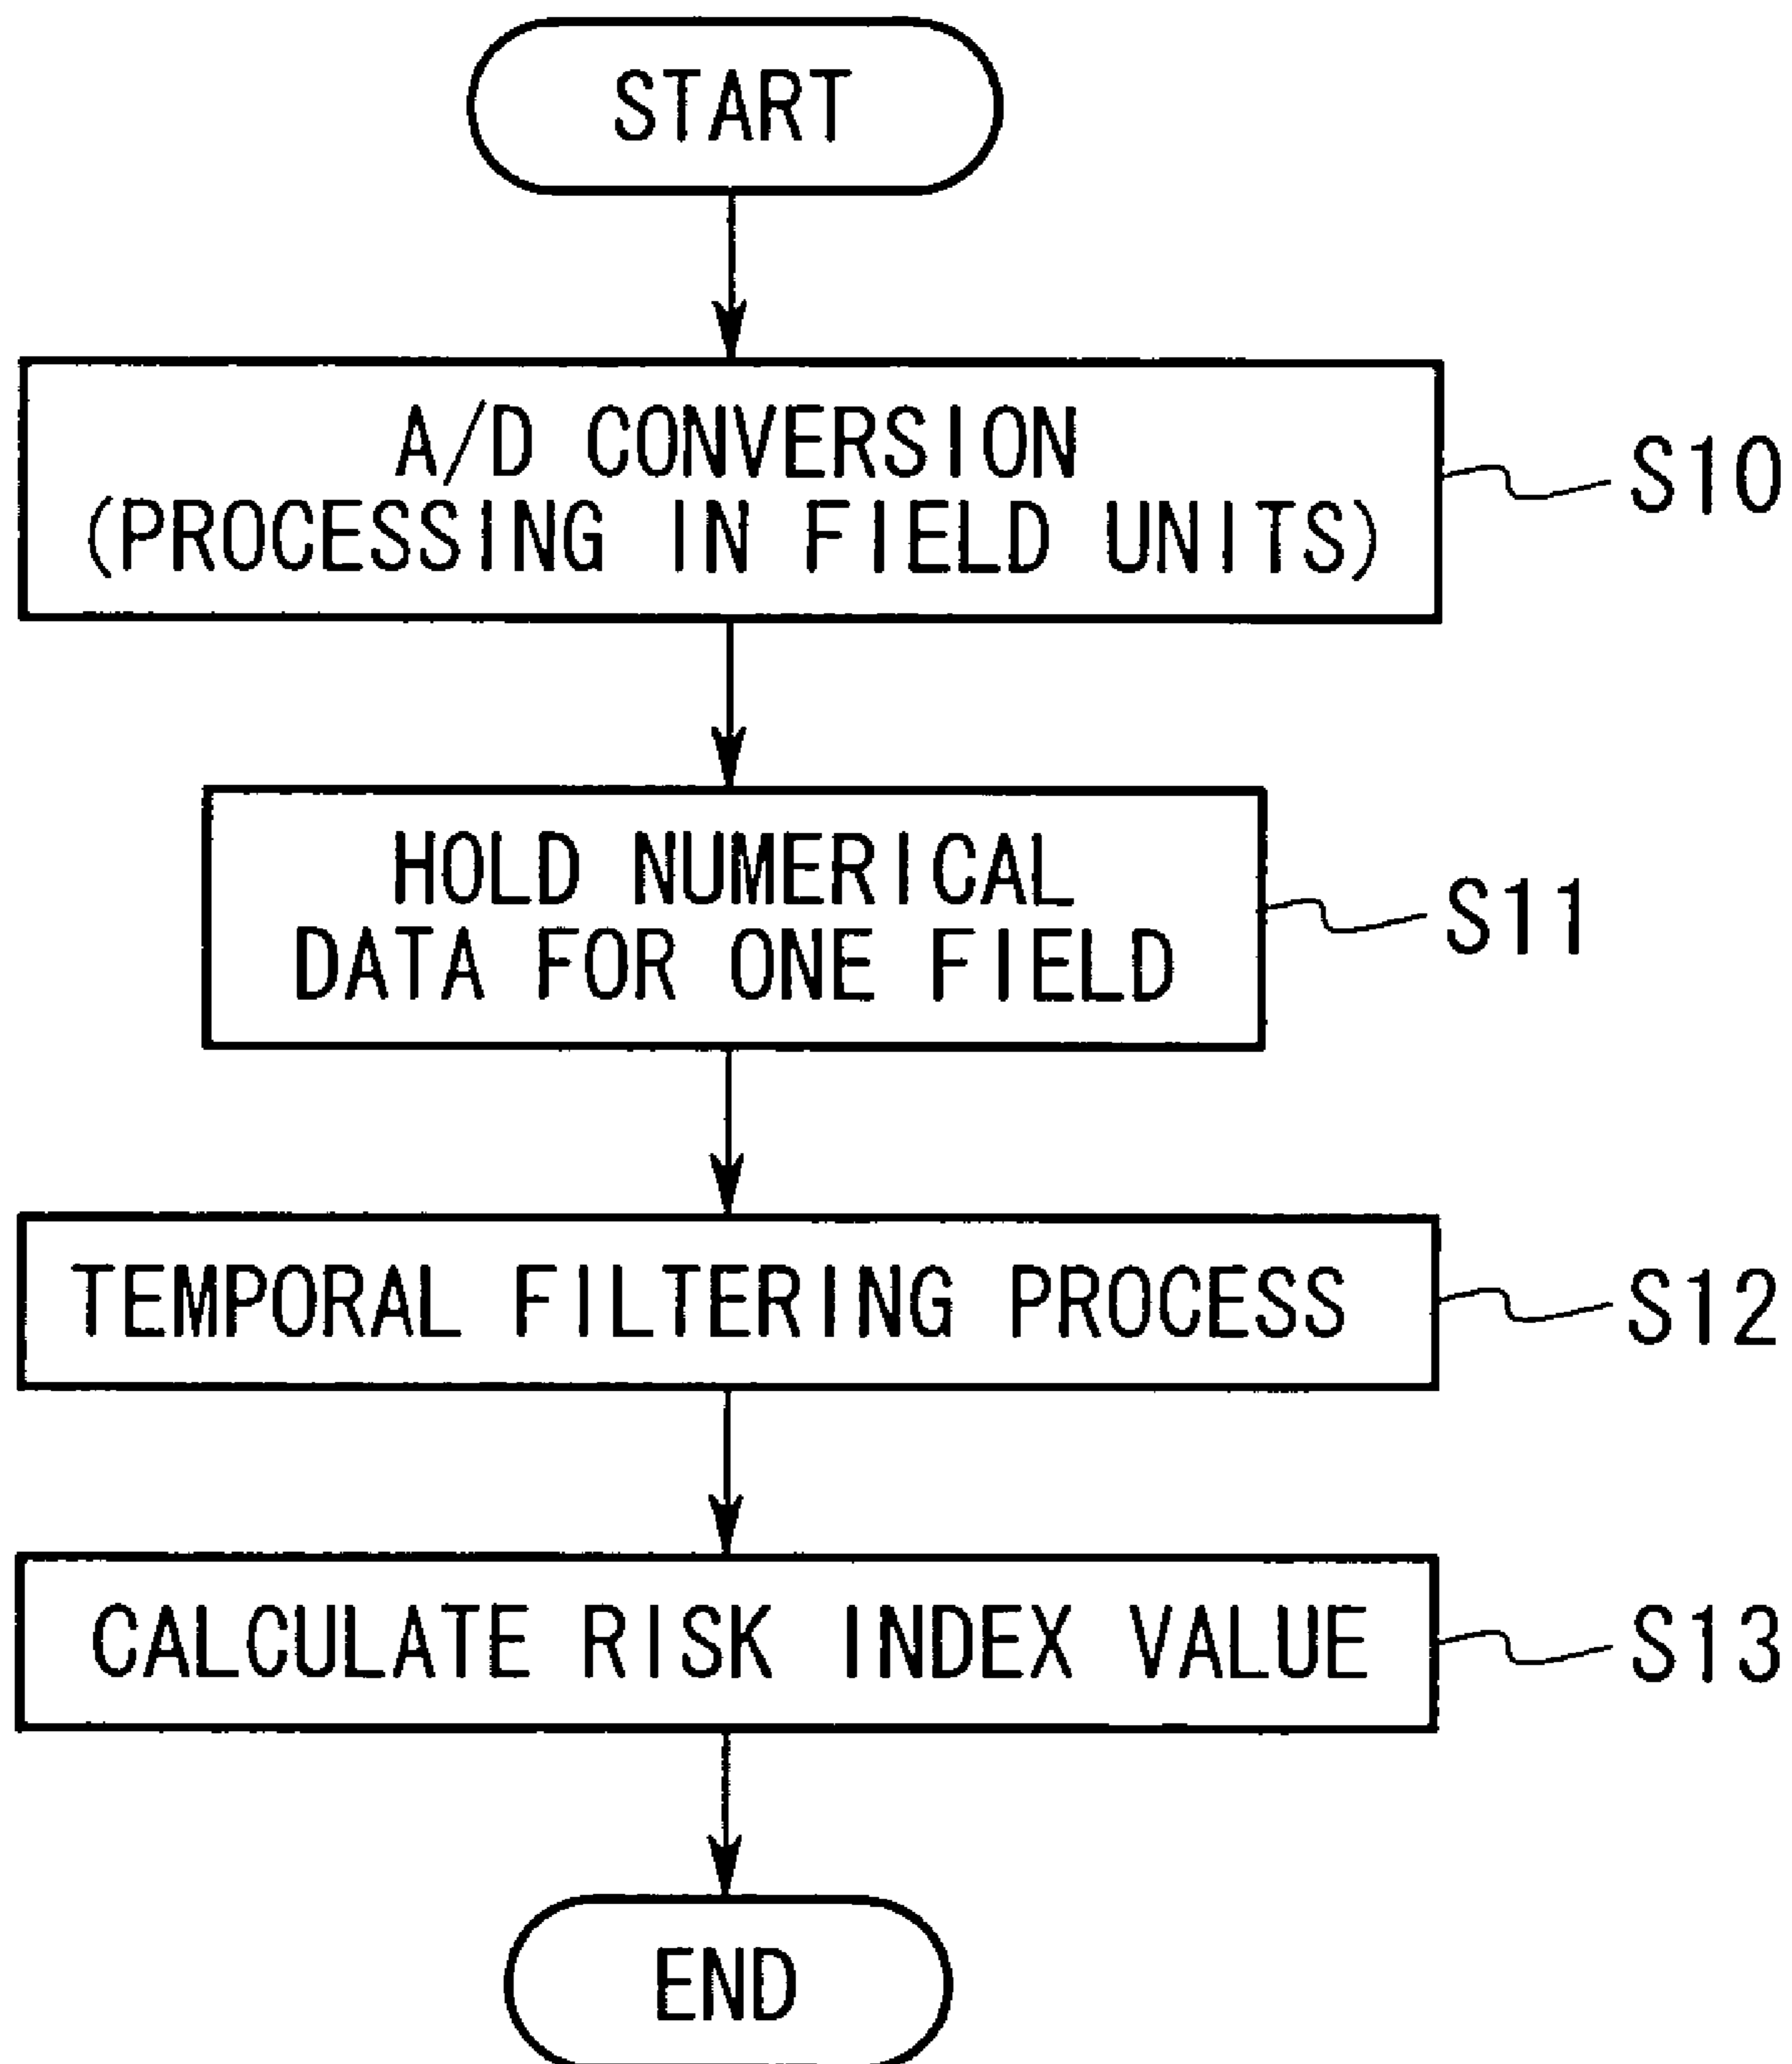 START
A/D CONVERSION
(PROCESSING IN FIELD UNITS)
S10
HOLD NUMERICAL
DATA FOR ONE FIELD
S11
TEMPORAL FILTERING PROCESS
S12
CALCULATE RISK INDEX VALUE
S13
END